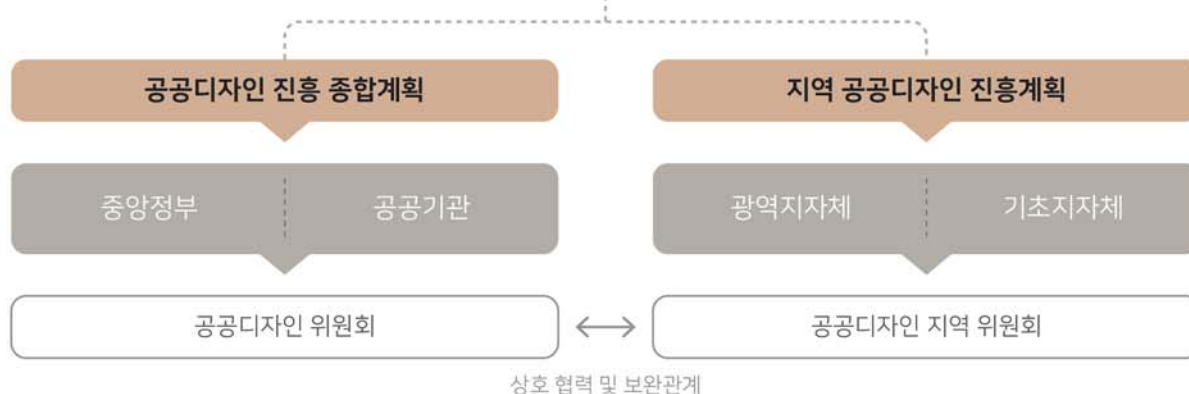 공공디자인 진흥 종합계획
지역 공공디자인 진흥계획
중앙정부
공공기관
광역지자체
기초지자체
공공디자인 위원회
공공디자인 지역 위원회
상호 협력 및 보완관계